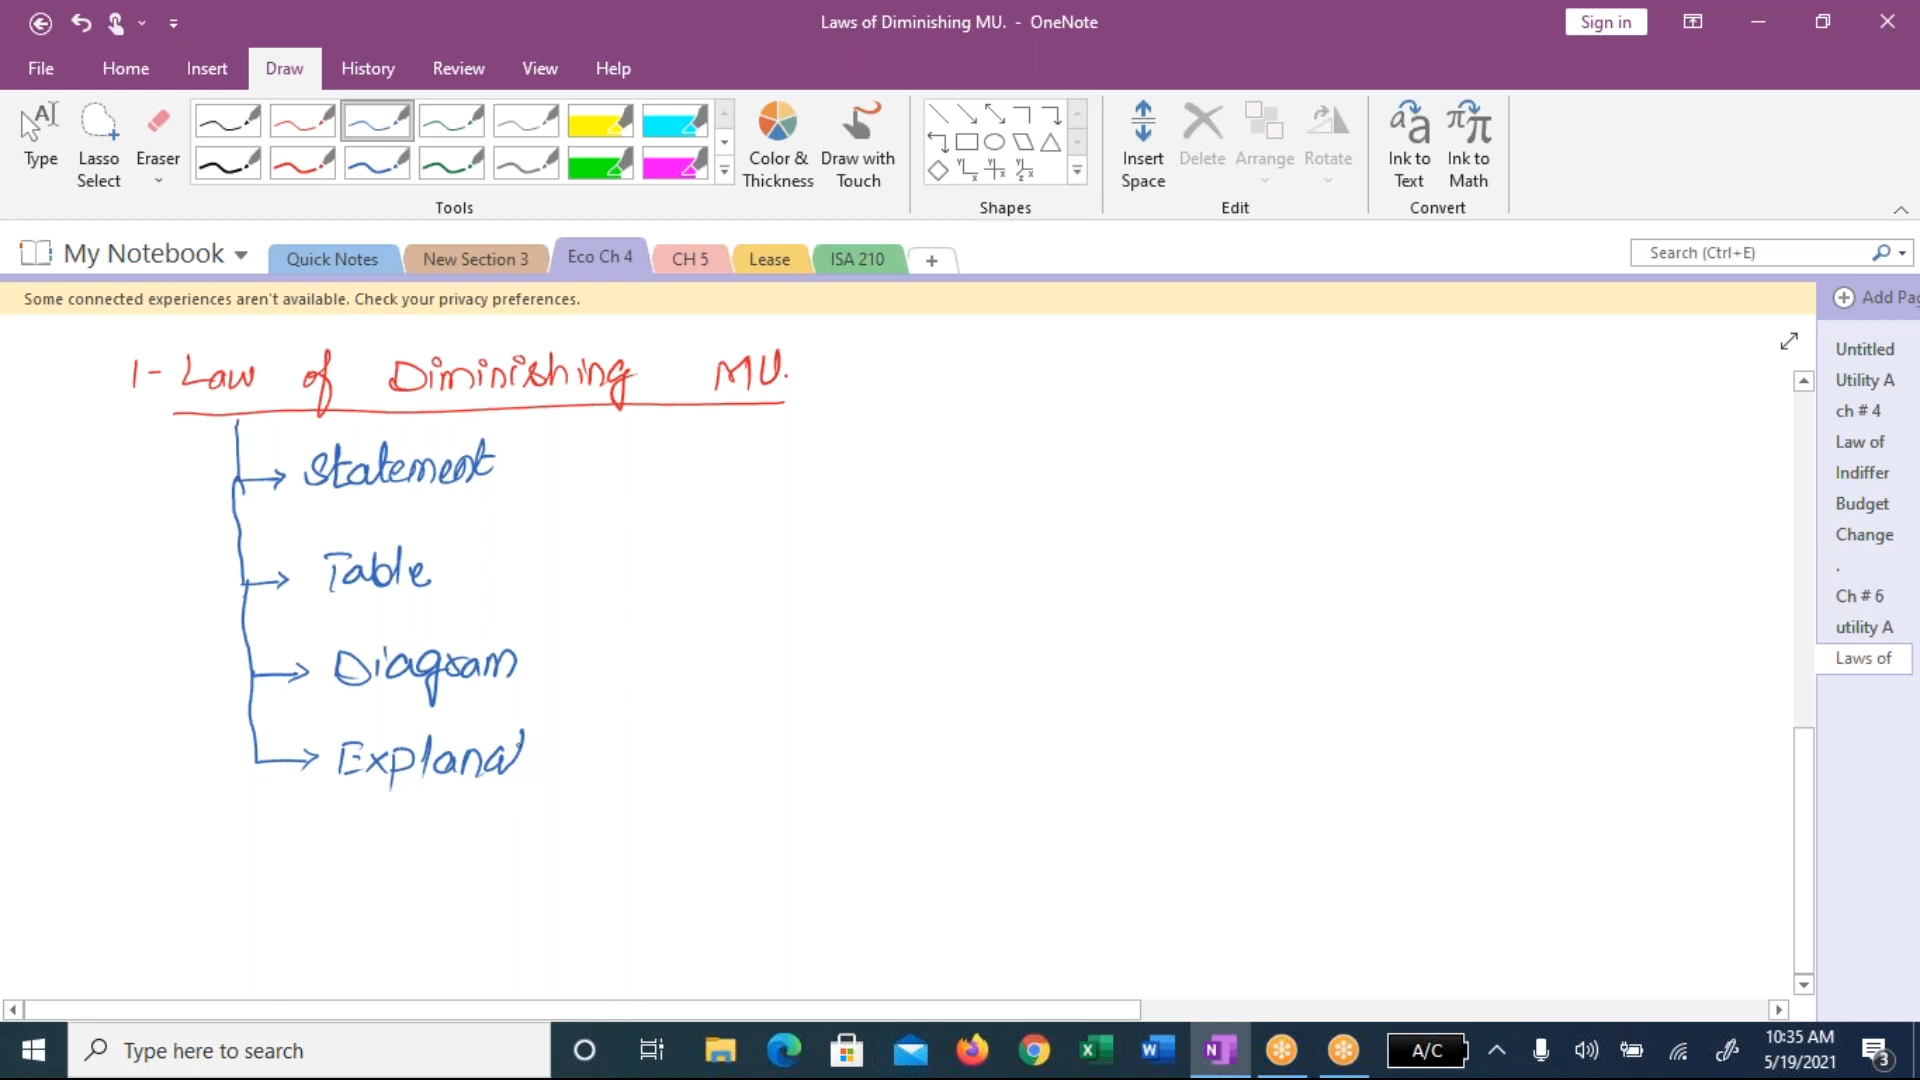 Laws of Diminishing MU. - OneNote
Sign in
File Home Insert Draw History Review View Help
Type
Lasso Select
Eraser
Color & Thickness
Draw with Touch
Insert Space
Delete
Arrange
Rotate
Ink to Text
Ink to Math
Tools Shapes Edit Convert
My Notebook Quick Notes New Section 3 Eco Ch 4 CH 5 Lease ISA 210 Search (Ctrl+E)
Some connected experiences aren't available. Check your privacy preferences.
Add Pag
1- Law of Diminishing MU.
Statement
Table
Diagram
Explana
Untitled
Utility A
ch # 4
Law of
Indiffer
Budget
Change
.
Ch # 6
utility A
Laws of
Type here to search
A/C
10:35 AM
5/19/2021
3